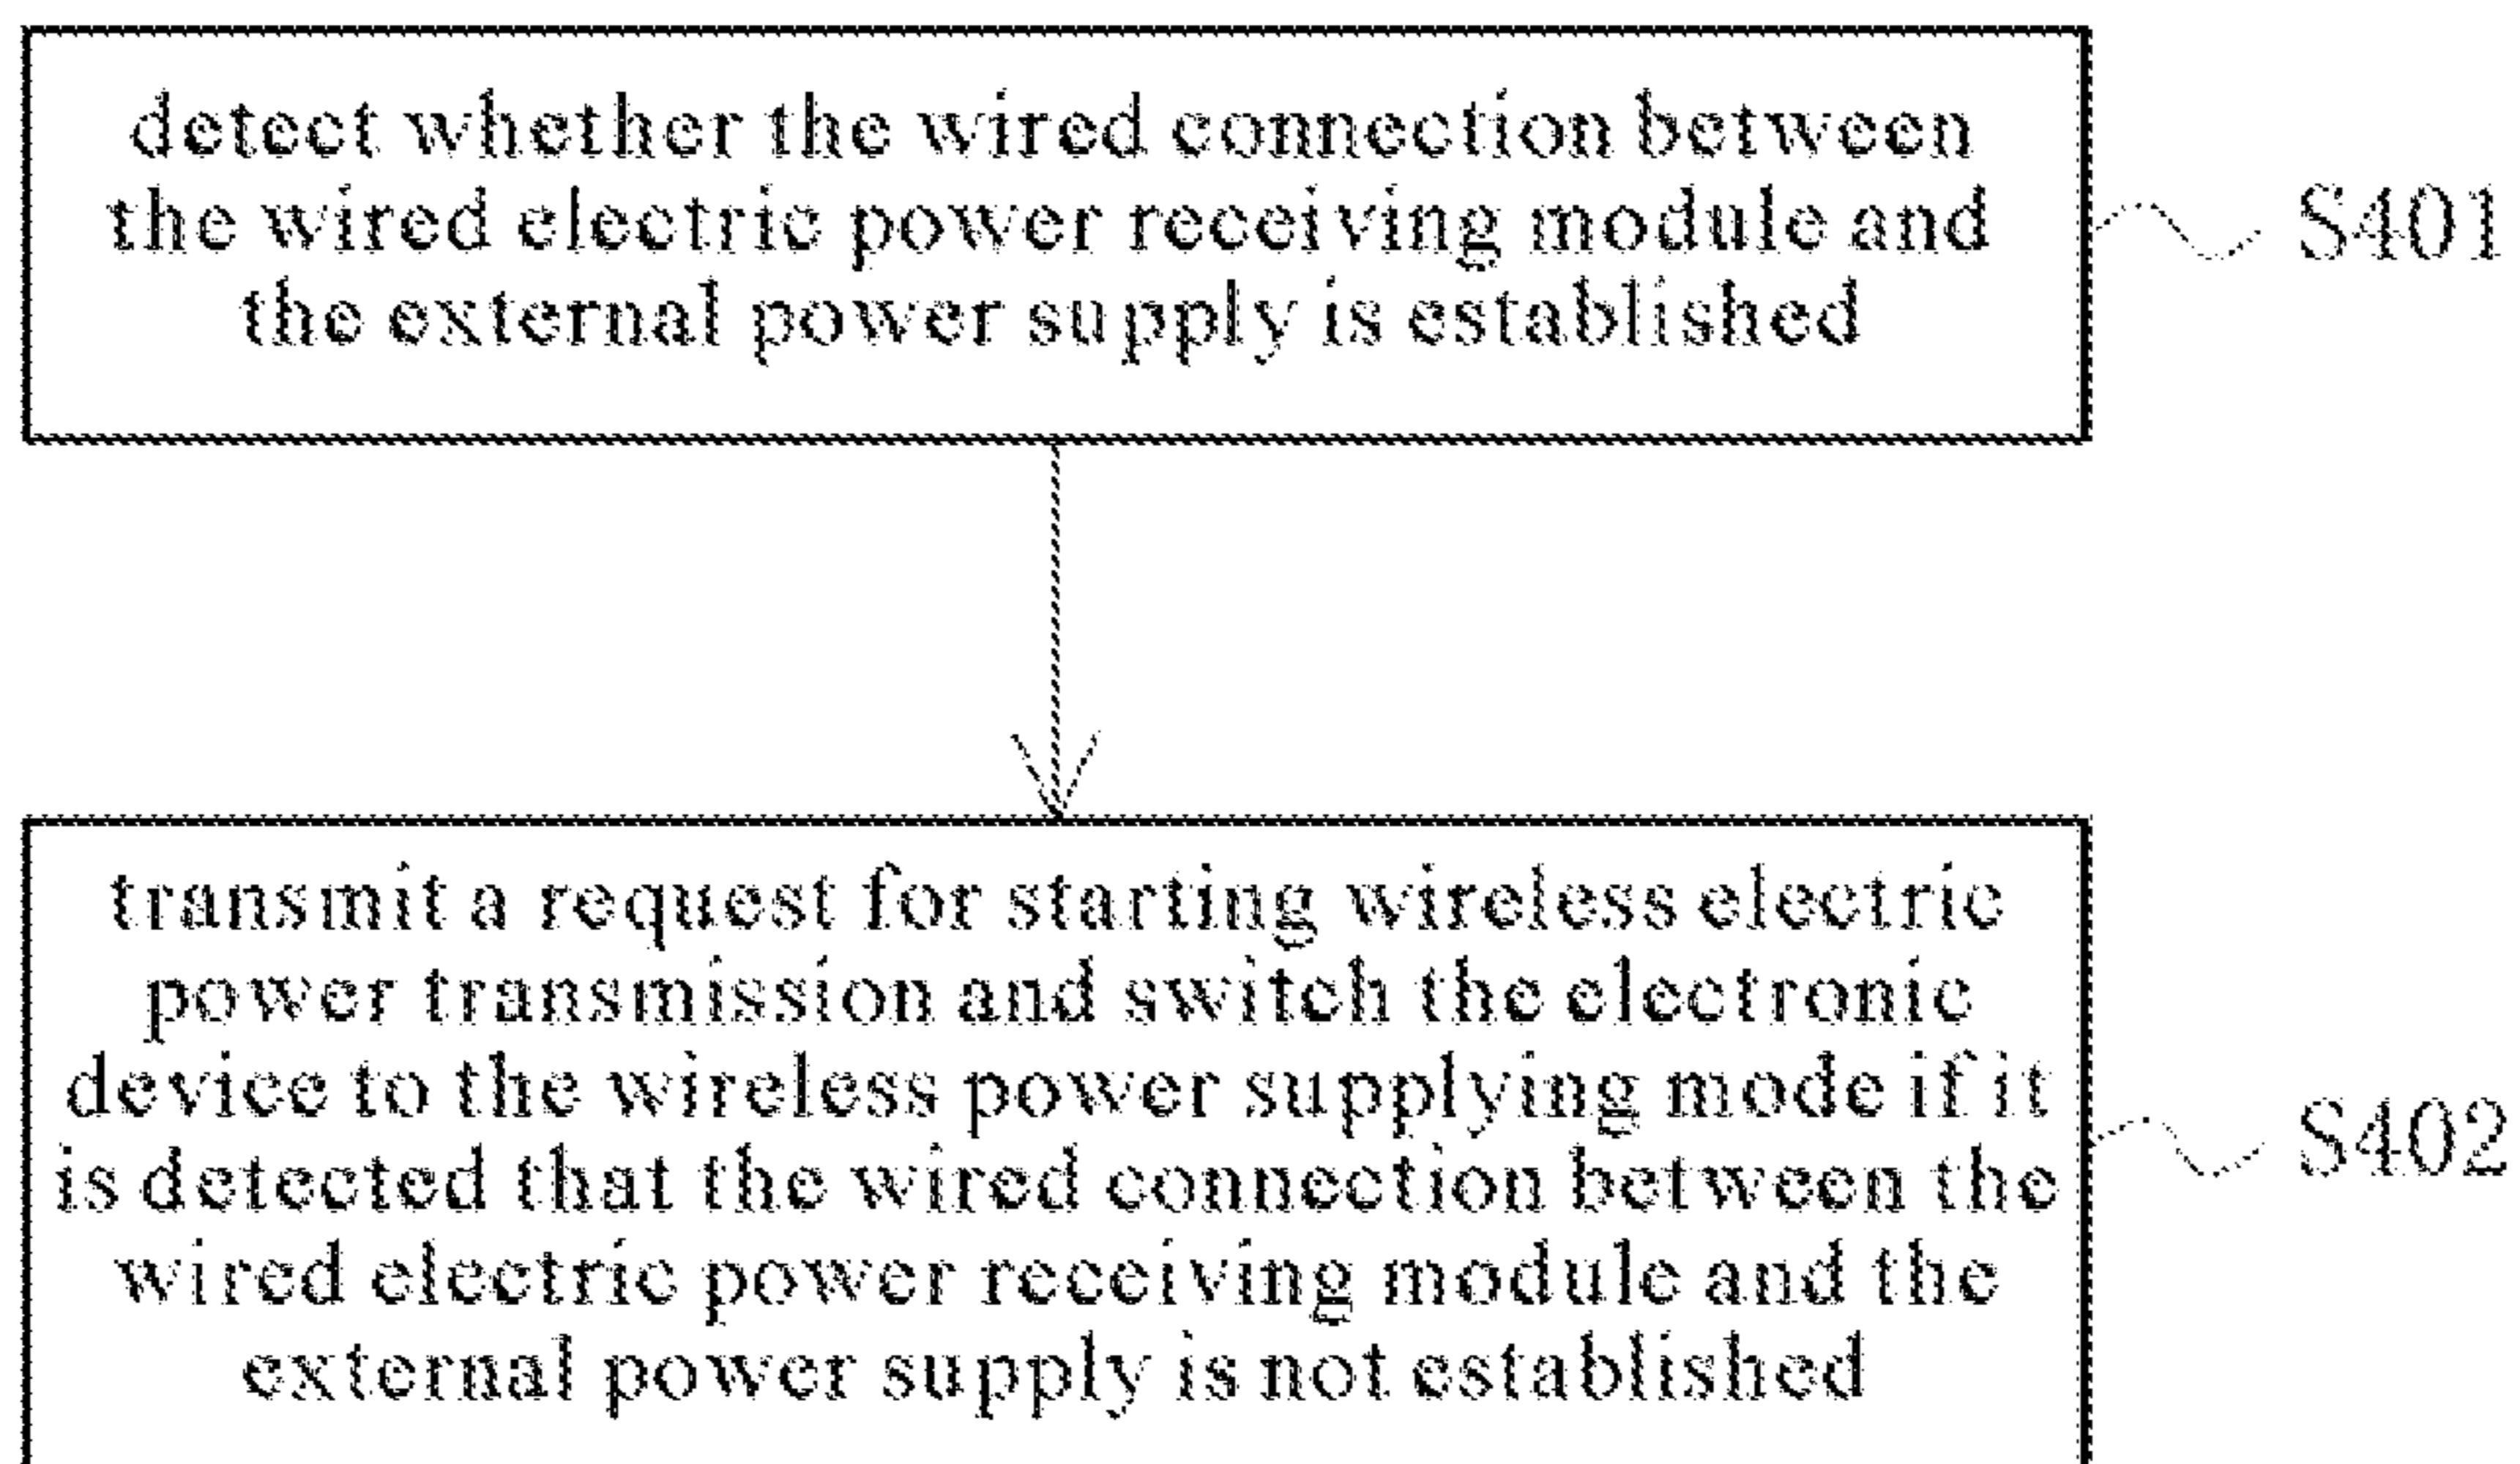 detect whether the wired connection between
the wired electric power receiving module and
the external power supply is established
S401
transmit a request for starting wireless electric
power transmission and switch the electronic
device to the wireless power supplying mode if it
is detected that the wired connection between the
wired electric power receiving module and the
external power supply is not established
S402